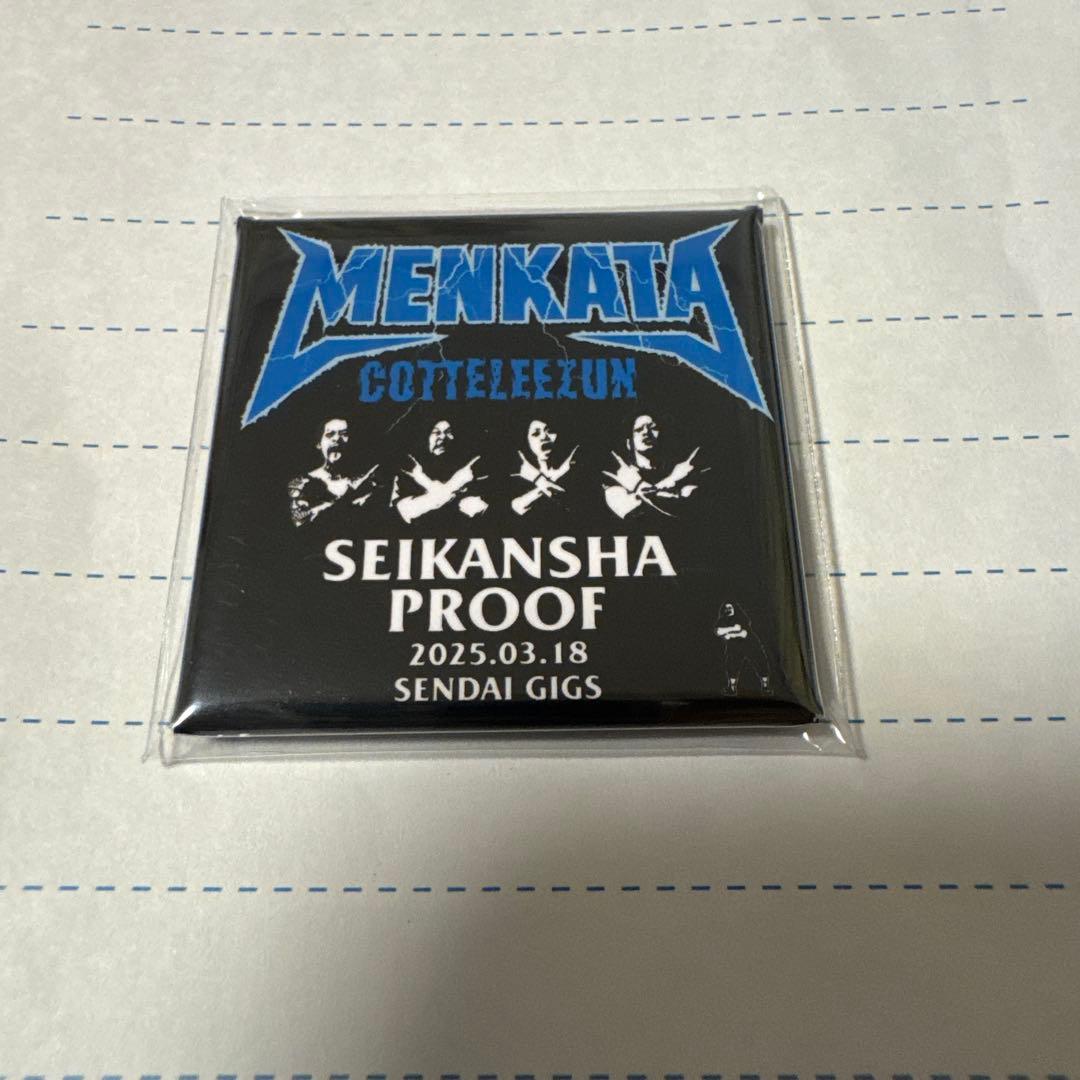 MENKATA
COTTELEEZUN
SEIKANSHA
PROOF
2025.03.18
SENDAI GIGS